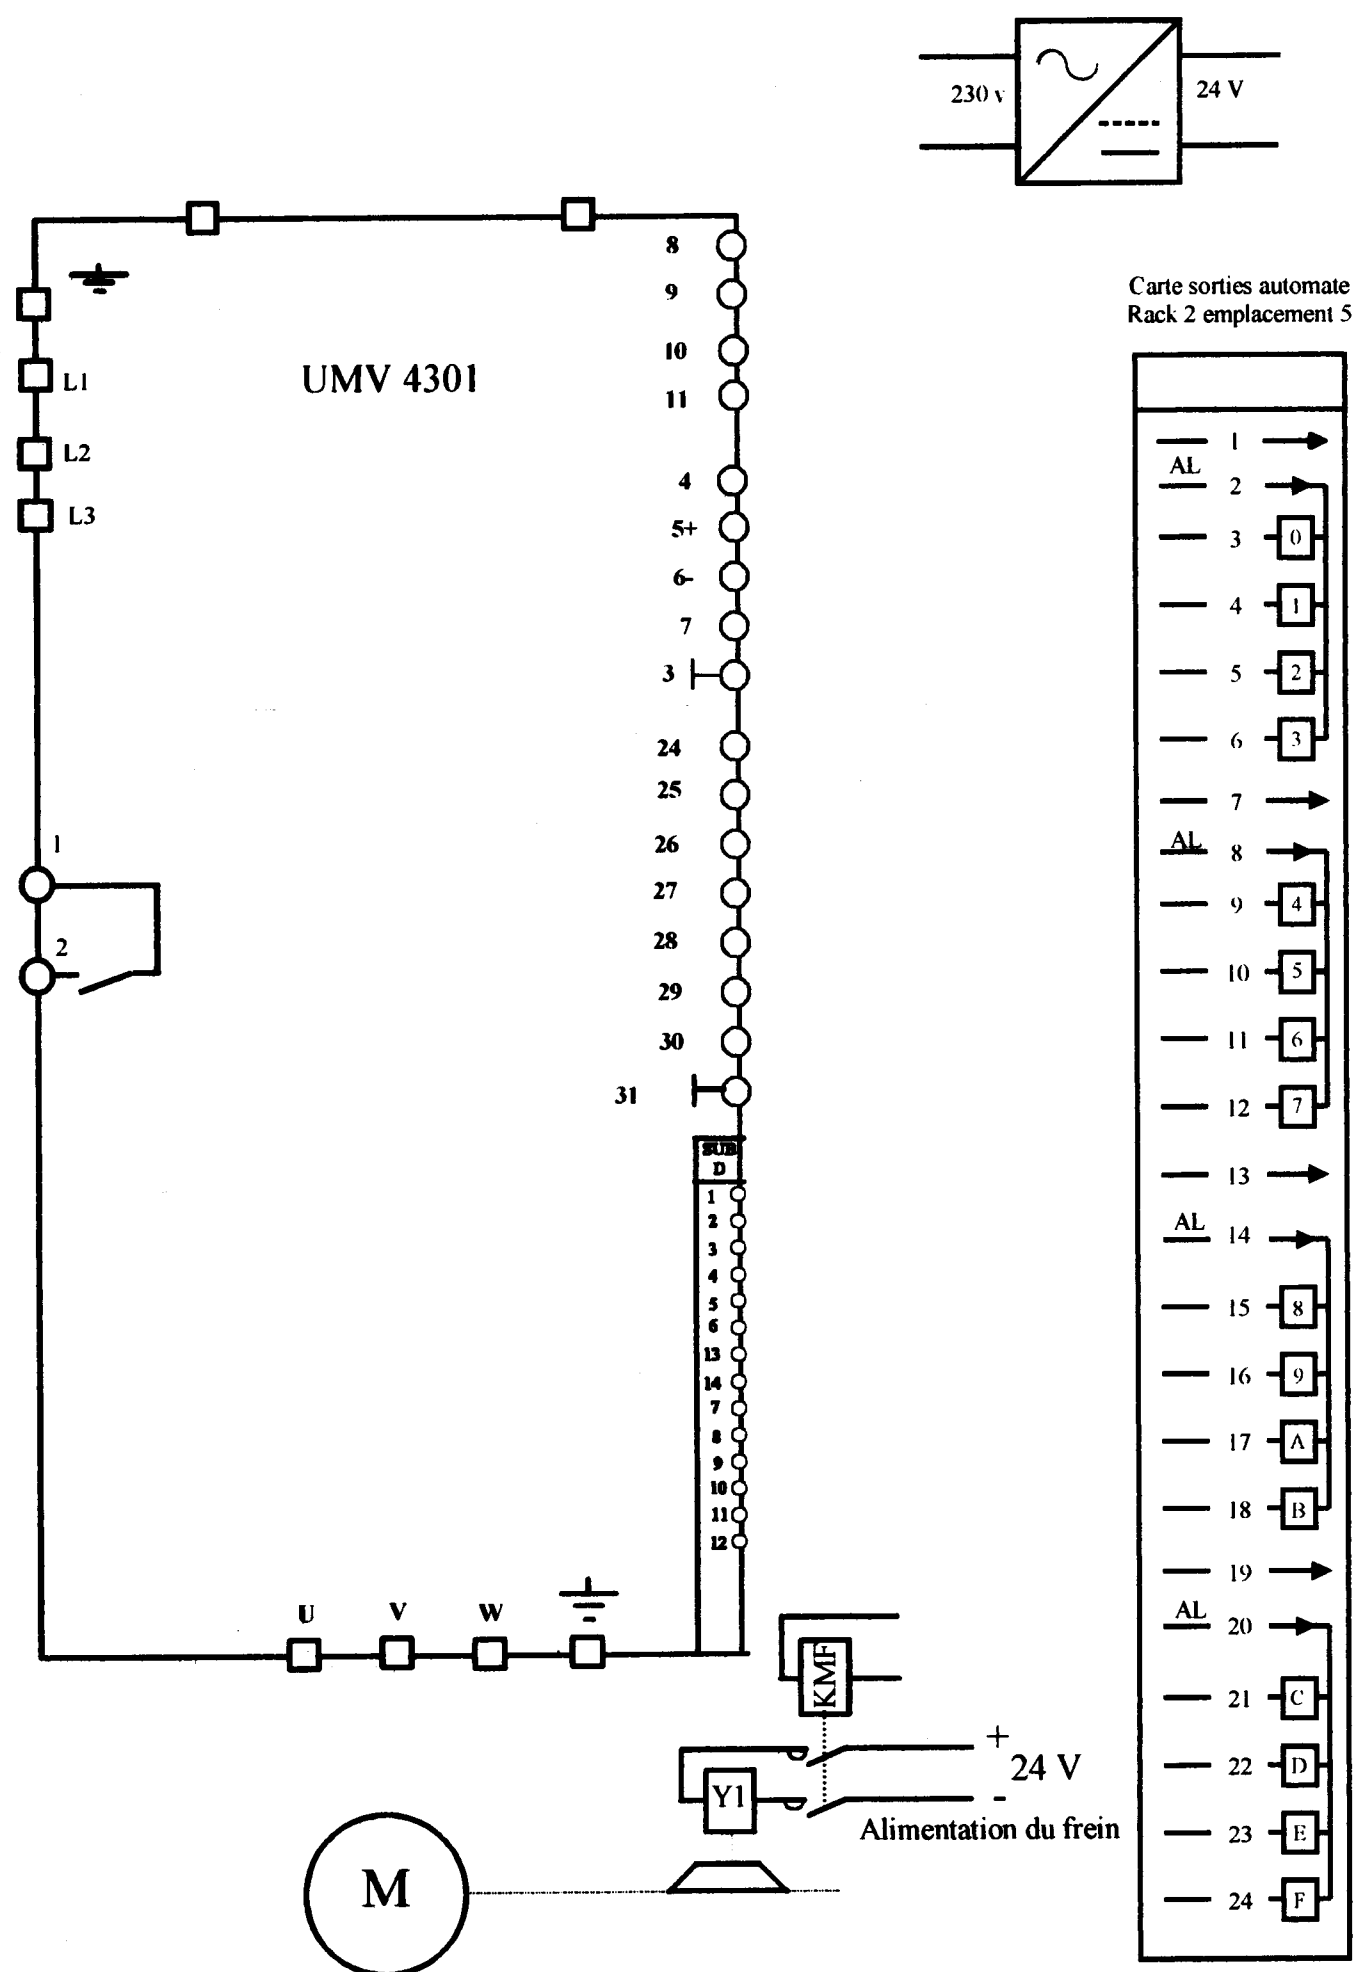 230 v
24 V
Carte sorties automate
Rack 2 emplacement 5
UMV 4301
L1
L2
L3
1
2
8
9
10
11
4
5+
6-
7
3
24
25
26
27
28
29
30
31
SUB
D
1
2
3
4
5
6
13
14
7
8
9
10
11
12
U
V
W
KMF
+
24 V
-
Y1
Alimentation du frein
M
1
AL
2
3 0
4 1
5 2
6 3
7
AL
8
9 4
10 5
11 6
12 7
13
AL
14
15 8
16 9
17 A
18 B
19
AL
20
21 C
22 D
23 E
24 F